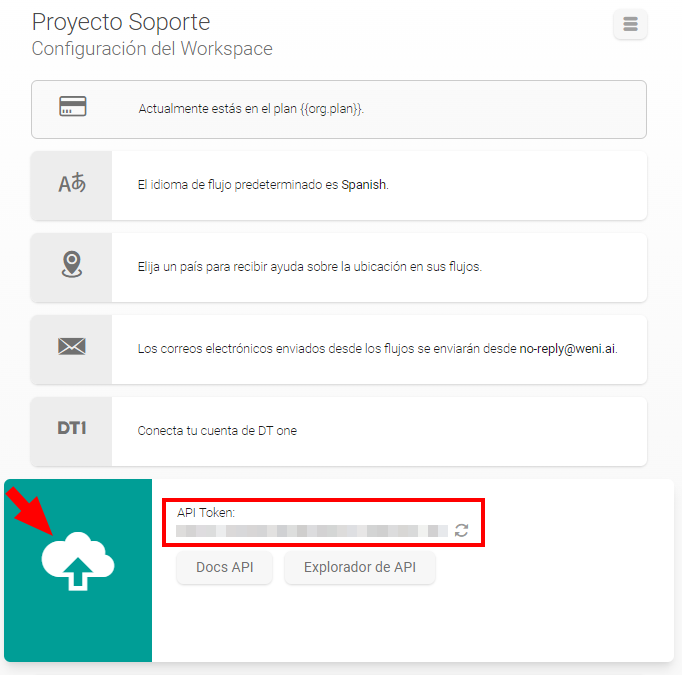 Proyecto Soporte
Configuración del Workspace
Actualmente estás en el plan {{org.plan}}.
Aあ
El idioma de flujo predeterminado es Spanish.
Elija un país para recibir ayuda sobre la ubicación en sus flujos.
Los correos electrónicos enviados desde los flujos se enviarán desde no-reply@weni.ai.
DT1
Conecta tu cuenta de DT one
API Token:
Docs API
Explorador de API